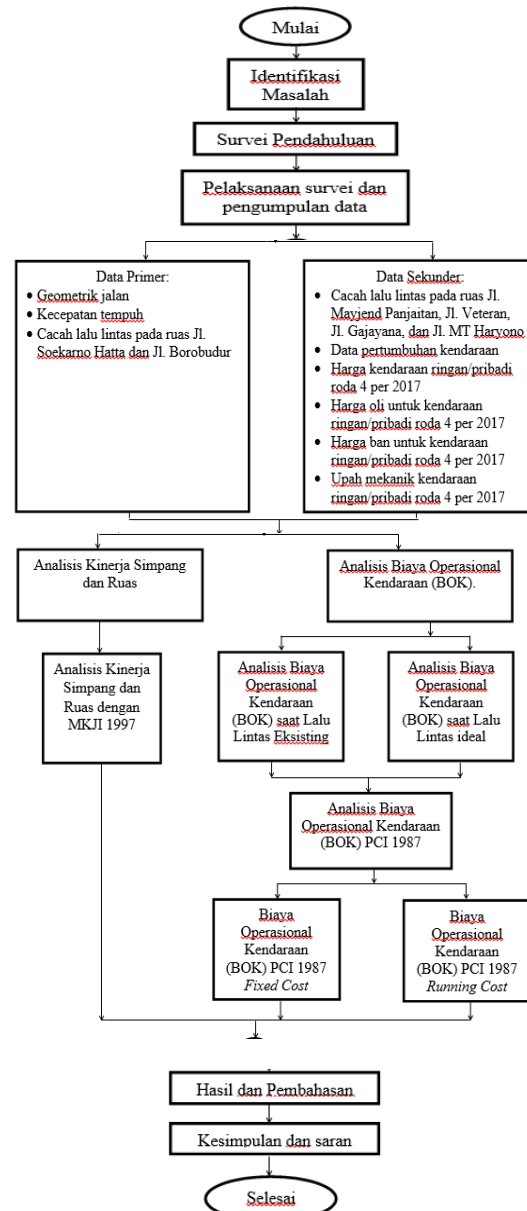 Mulai
Identifikasi
Masalah
Survei Pendahuluan
Pelaksanaan survei dan
pengumpulan data
Data Primer:
• Geometrik jalan
• Kecepatan tempuh
• Cacah lalu lintas pada ruas Jl.
Soekarno Hatta dan Jl. Borobudur
Data Sekunder:
• Cacah lalu lintas pada ruas Jl.
Mayjend Panjaitan, Jl. Veteran,
Jl. Gajayana, dan Jl. MT Haryono
• Data pertumbuhan kendaraan
• Harga kendaraan ringan/pribadi
roda 4 per 2017
• Harga oli untuk kendaraan
ringan/pribadi roda 4 per 2017
• Harga ban untuk kendaraan
ringan/pribadi roda 4 per 2017
• Upah mekanik kendaraan
ringan/pribadi roda 4 per 2017
Analisis Kinerja Simpang
dan Ruas
Analisis Biaya Operasional
Kendaraan (BOK).
Analisis Kinerja
Simpang dan
Ruas dengan
MKJI 1997
Analisis Biaya
Operasional
Kendaraan
(BOK) saat Lalu
Lintas Eksisting
Analisis Biaya
Operasional
Kendaraan
(BOK) saat Lalu
Lintas ideal
Analisis Biaya
Operasional Kendaraan
(BOK) PCI 1987
Biaya
Operasional
Kendaraan
(BOK) PCI 1987
Fixed Cost
Biaya
Operasional
Kendaraan
(BOK) PCI 1987
Running Cost
Hasil dan Pembahasan
Kesimpulan dan saran
Selesai